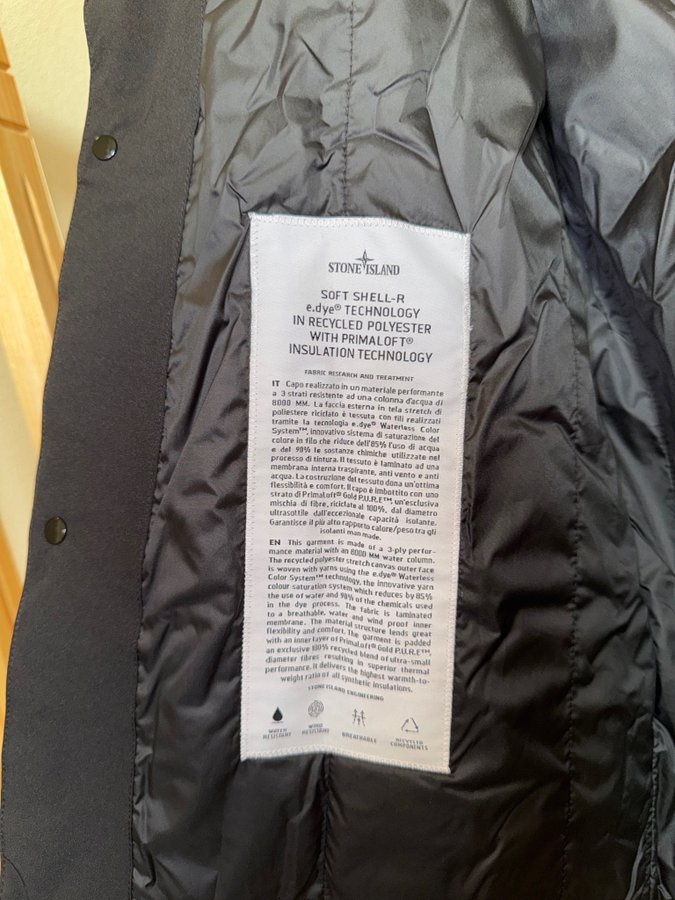 STONE ISLAND
SOFT SHELL-R
e.dye® TECHNOLOGY
IN RECYCLED POLYESTER
WITH PRIMALOFT®
INSULATION TECHNOLOGY
FABRIC RESEARCH AND TREATMENT
IT Capo realizzato in un materiale performante
a 3 strati resistente ad una colonna d'acqua di
8000 MM. La faccia esterna in tela stretch di
poliestere riciclato è tessuta con fili realizzati
tramite la tecnologia e.dye® Waterless Color
System™, innovativo sistema di saturazione del
colore in filo che riduce dell'85% l'uso di acqua
e del 90% le sostanze chimiche utilizzate nel
processo di tintura. Il tessuto è laminato ad una
membrana interna traspirante, anti vento e anti
acqua. La costruzione del tessuto dona un'ottima
flessibilità e comfort. Il capo è imbottito con uno
strato di PrimaLoft® Gold P.U.R.E™, un'esclusiva
mischia di fibre, riciclate al 100%, dal diametro
ultrasottile dall'eccezionale capacità isolante.
Garantisce il più alto rapporto calore/peso tra gli
isolanti man made.
EN This garment is made of a 3-ply perfor-
mance material with an 8000 MM water column.
The recycled polyester stretch canvas outer face
is woven with yarns using the e.dye® Waterless
Color System™ technology, the innovative yarn
colour saturation system which reduces by 85%
the use of water and 90% of the chemicals used
in the dye process. The fabric is laminated
to a breathable, water and wind proof inner
membrane. The material structure lends great
flexibility and comfort. The garment is padded
with an inner layer of PrimaLoft® Gold P.U.R.E™,
an exclusive 100% recycled blend of ultra-small
diameter fibres resulting in superior thermal
performance. It delivers the highest warmth-to-
weight ratio of all synthetic insulations.
STONE ISLAND ENGINEERING
WATER RESISTANT
WIND RESISTANT
BREATHABLE
RECYCLED COMPONENTS